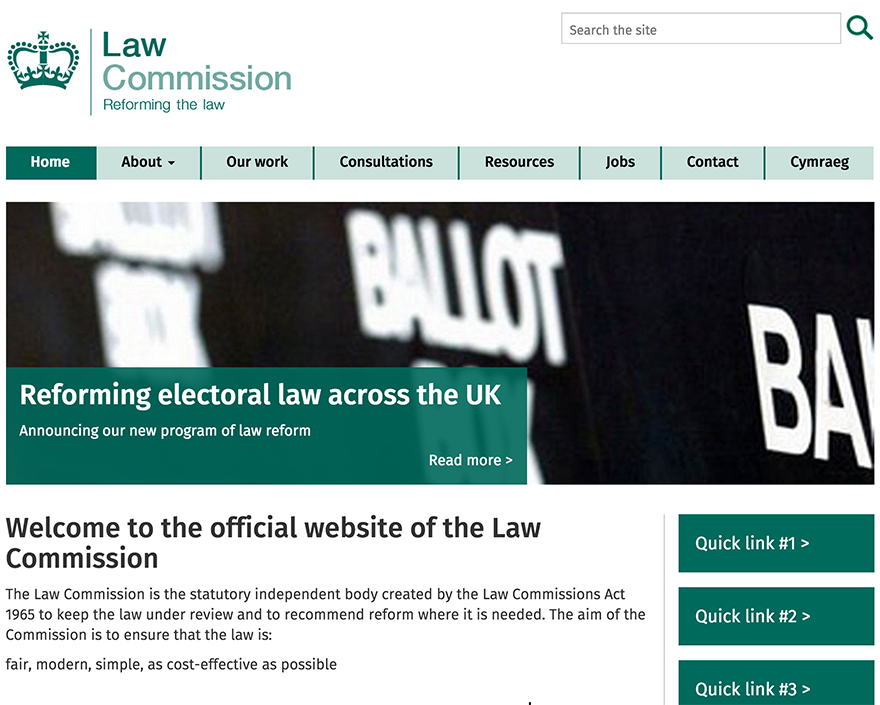 Law
Commission
Reforming the law
Search the site
Home About Our work Consultations Resources Jobs Contact Cymraeg
BALLOT
Reforming electoral law across the UK
Announcing our new program of law reform
Read more >
Welcome to the official website of the Law
Commission
The Law Commission is the statutory independent body created by the Law Commissions Act
1965 to keep the law under review and to recommend reform where it is needed. The aim of the
Commission is to ensure that the law is:
fair, modern, simple, as cost-effective as possible
Quick link #1 >
Quick link #2 >
Quick link #3 >